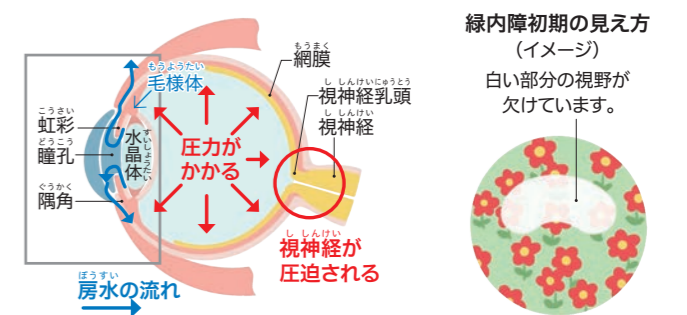 もうまく
網膜
もうようたい
毛様体
し しんけいにゅうとう
視神経乳頭
し しんけい
視神経
こうさい
虹彩
どうこう
瞳孔
すいしょうたい
水晶体
ぐうかく
隅角
圧力が
かかる
し しんけい
視神経が
圧迫される
ぼうすい
房水の流れ
緑内障初期の見え方
（イメージ）
白い部分の視野が
欠けています。